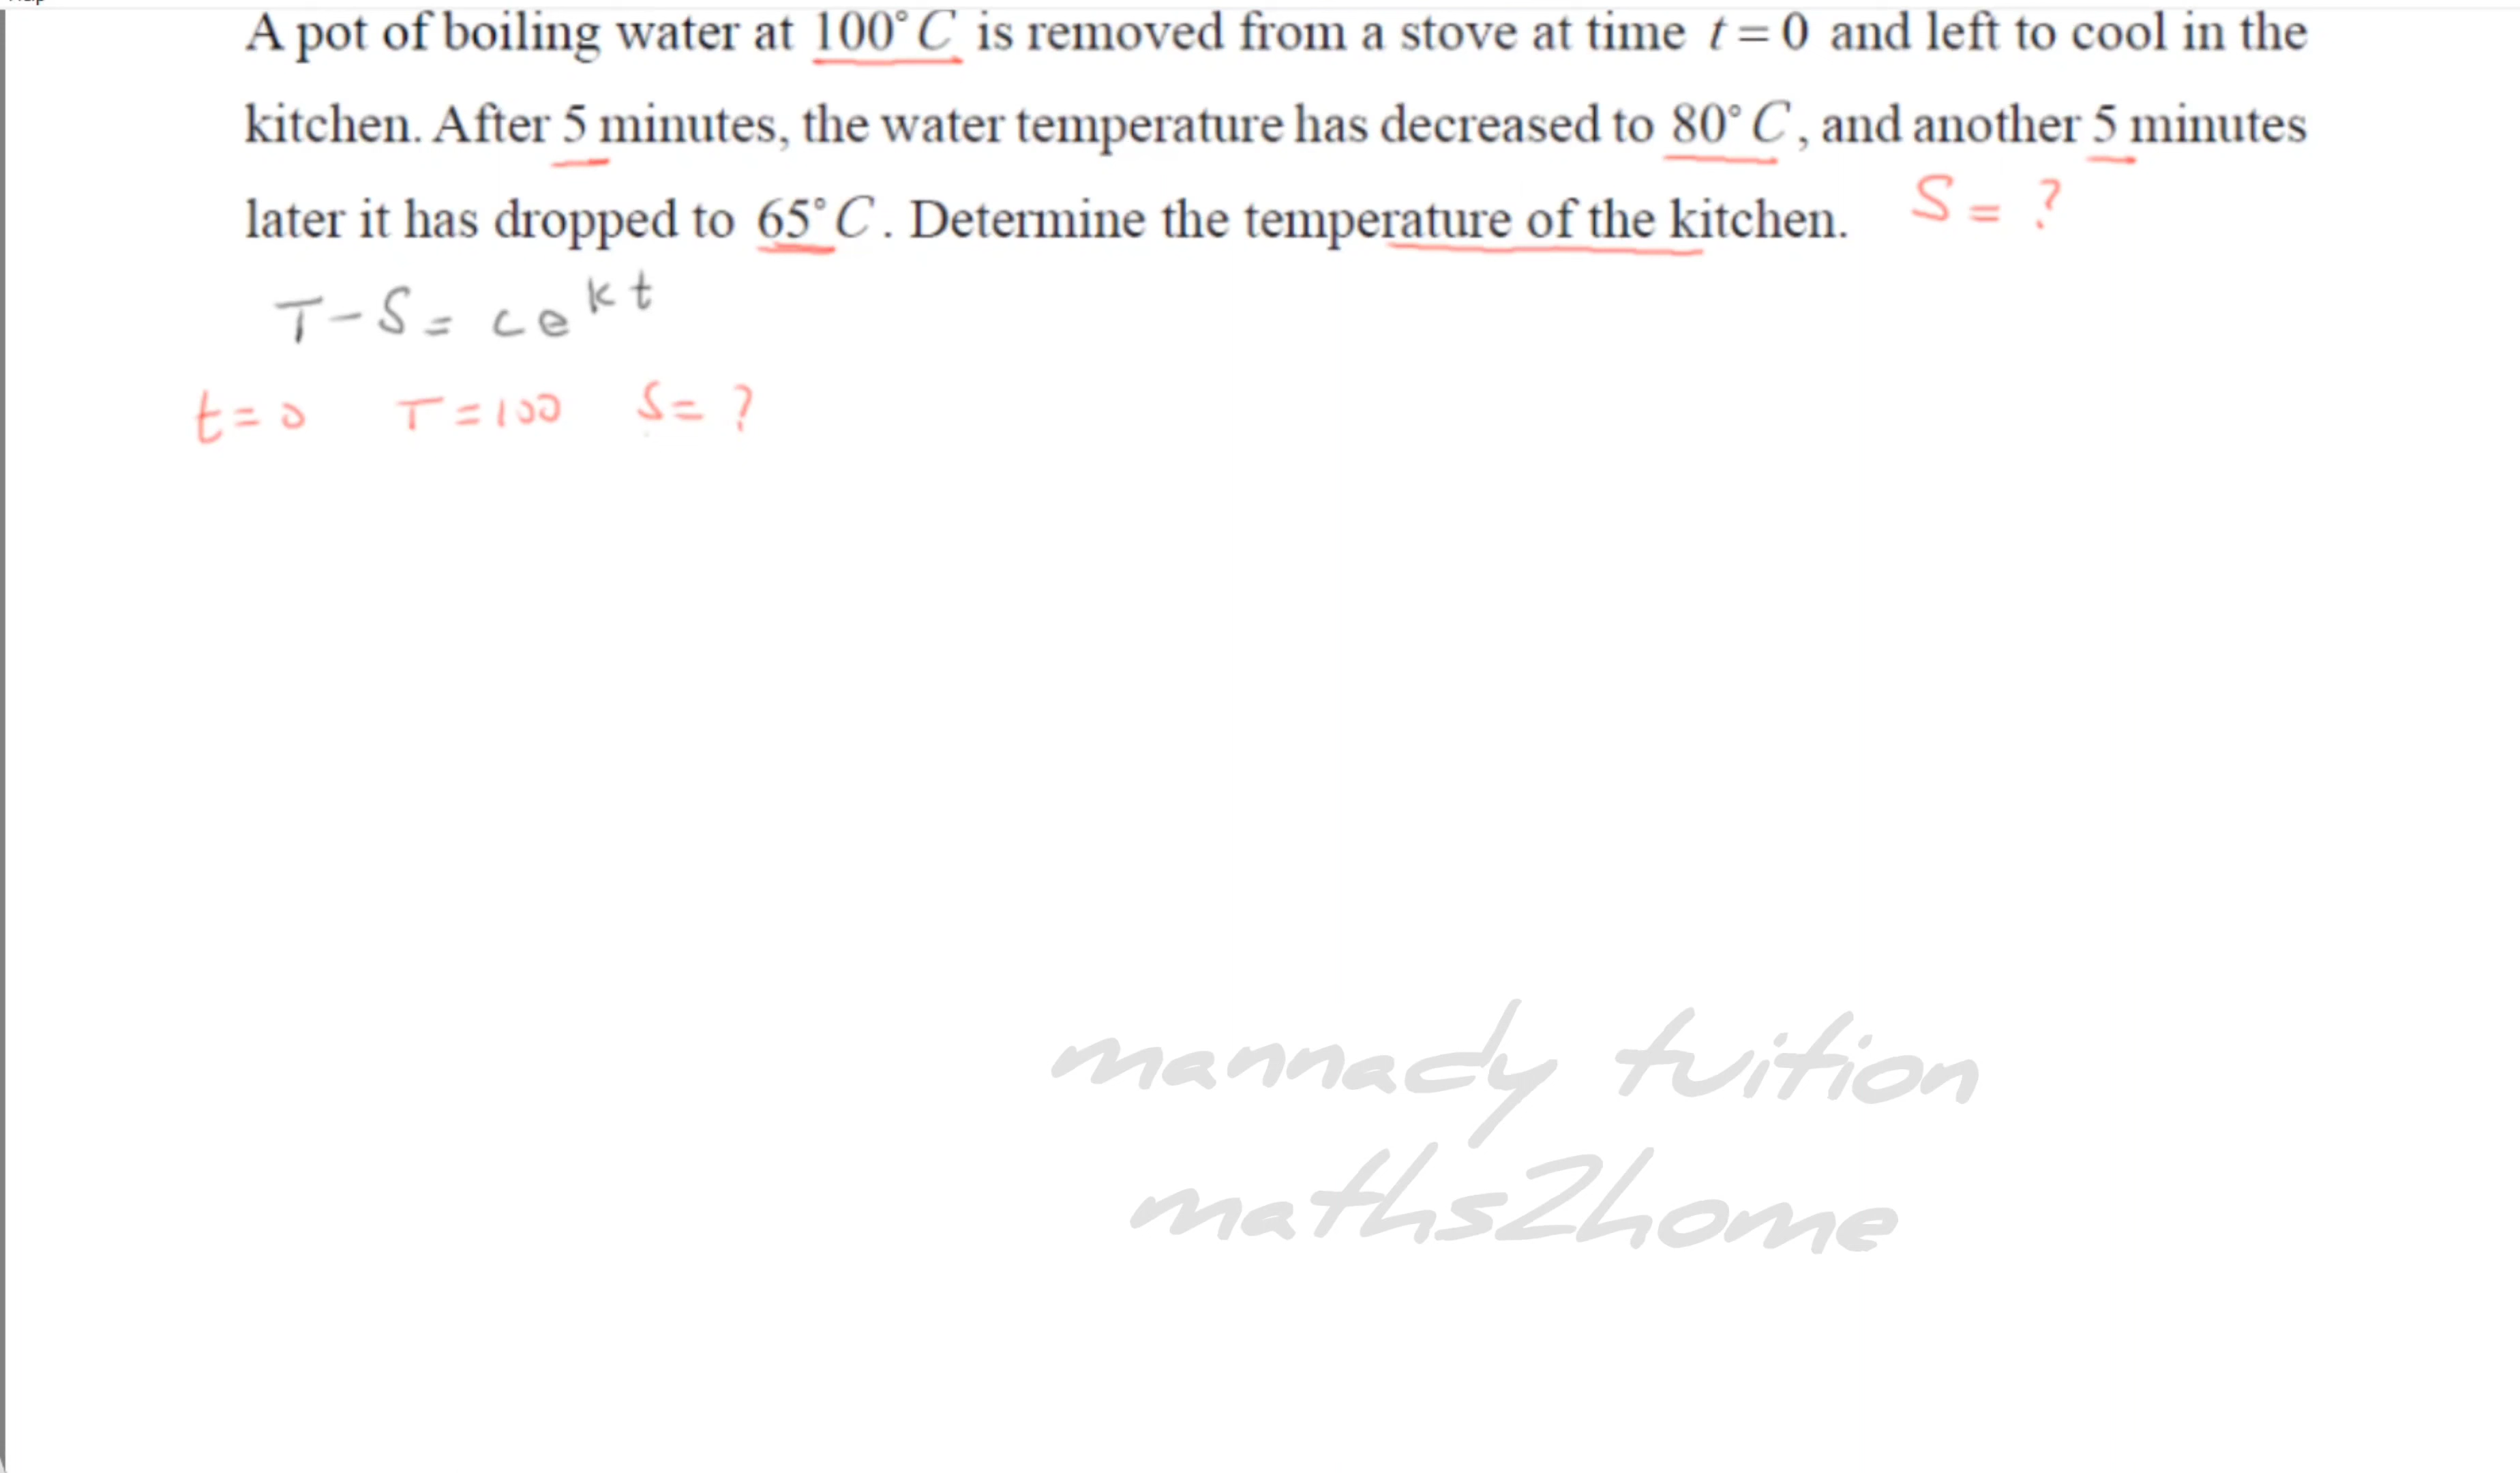 A pot of boiling water at 100° C is removed from a stove at time t = 0 and left to cool in the
kitchen. After 5 minutes, the water temperature has decreased to 80° C, and another 5 minutes
later it has dropped to 65° C. Determine the temperature of the kitchen. S = ?
T - S = ce^kt
t = 0 T = 100 S = ?
mannady tuition
maths2home